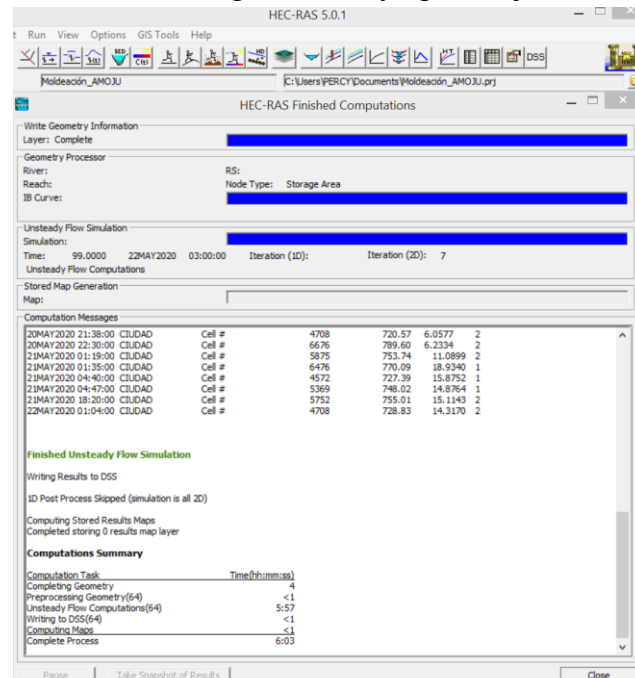 HEC-RAS 5.0.1
t Run View Options GIS Tools Help
DSS
Moldeación_AMOJU C:\Users\PERCY\Documents\Moldeación_AMOJU.prj
HEC-RAS Finished Computations
Write Geometry Information
Layer: Complete
Geometry Processor
River: RS:
Reach: Node Type: Storage Area
IB Curve:
Unsteady Flow Simulation
Simulation:
Time: 99.0000 22MAY2020 03:00:00 Iteration (1D): Iteration (2D): 7
Unsteady Flow Computations
Stored Map Generation
Map:
Computation Messages
20MAY2020 21:38:00 CIUDAD Cell # 4708 720.57 6.0577 2
20MAY2020 22:30:00 CIUDAD Cell # 6676 789.60 6.2334 2
21MAY2020 01:19:00 CIUDAD Cell # 5875 753.74 11.0899 2
21MAY2020 01:35:00 CIUDAD Cell # 6476 770.09 18.9340 1
21MAY2020 04:40:00 CIUDAD Cell # 4572 727.39 15.8752 1
21MAY2020 04:47:00 CIUDAD Cell # 5369 748.02 14.8764 1
21MAY2020 18:20:00 CIUDAD Cell # 5752 755.01 15.1143 2
22MAY2020 01:04:00 CIUDAD Cell # 4708 728.83 14.3170 2
Finished Unsteady Flow Simulation
Writing Results to DSS
1D Post Process Skipped (simulation is all 2D)
Computing Stored Results Maps
Completed storing 0 results map layer
Computations Summary
Computation Task Time(hh:mm:ss)
Completing Geometry 4
Preprocessing Geometry(64) <1
Unsteady Flow Computations(64) 5:57
Writing to DSS(64) <1
Computing Maps <1
Complete Process 6:03
Pause Take Snapshot of Results Close